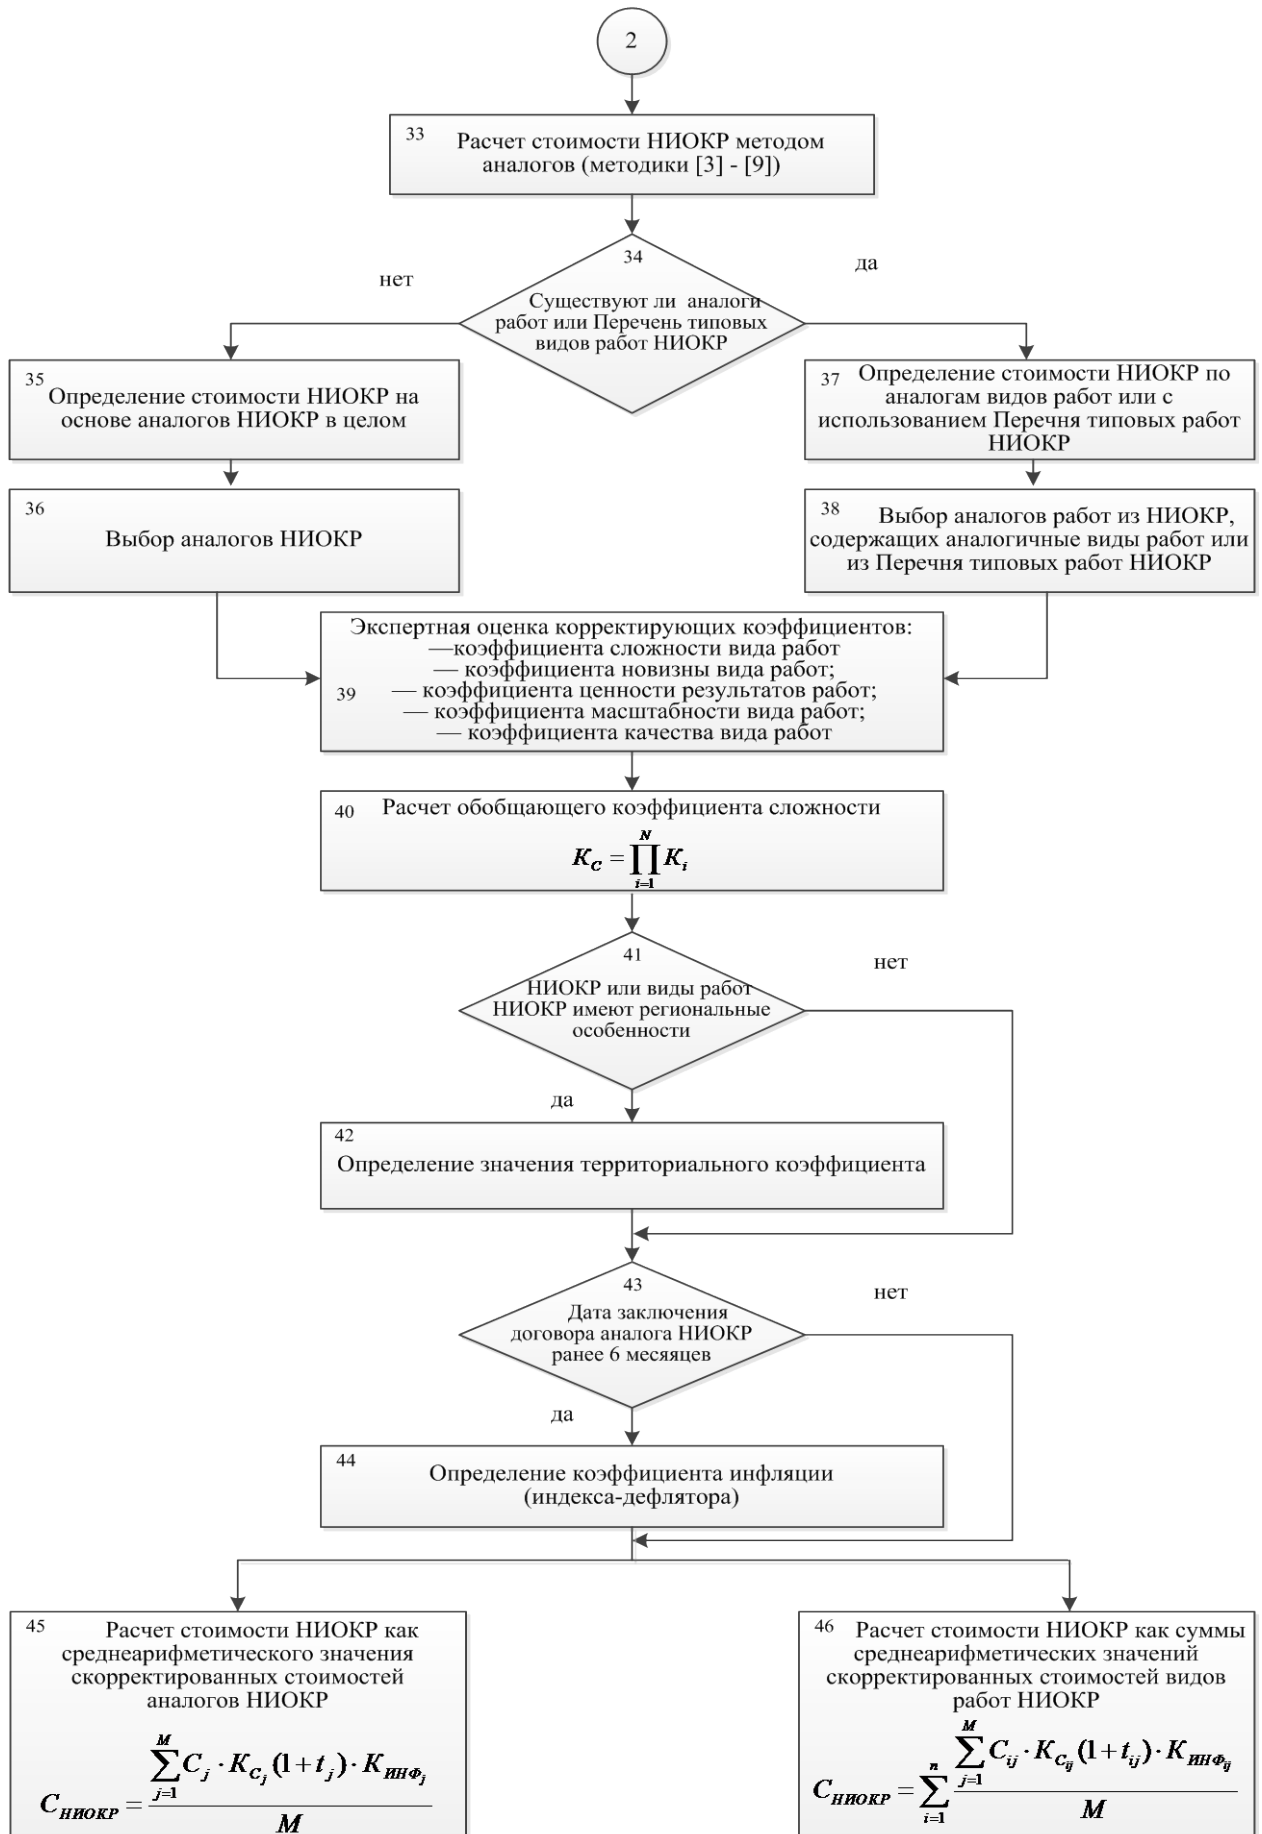 2
33 Расчет стоимости НИОКР методом
аналогов (методики [3] - [9])
34
нет
да
Существуют ли аналоги
работ или Перечень типовых
видов работ НИОКР
35
Определение стоимости НИОКР на
основе аналогов НИОКР в целом
37 Определение стоимости НИОКР по
аналогам видов работ или с
использованием Перечня типовых работ
НИОКР
36
Выбор аналогов НИОКР
38 Выбор аналогов работ из НИОКР,
содержащих аналогичные виды работ или
из Перечня типовых работ НИОКР
Экспертная оценка корректирующих коэффициентов:
—коэффициента сложности вида работ
— коэффициента новизны вида работ;
39 — коэффициента ценности результатов работ;
— коэффициента масштабности вида работ;
— коэффициента качества вида работ
40 Расчет обобщающего коэффициента сложности
K_C = ∏_{i=1}^{N} K_i
41
нет
НИОКР или виды работ
НИОКР имеют региональные
особенности
да
42
Определение значения территориального коэффициента
43
нет
Дата заключения
договора аналога НИОКР
ранее 6 месяяцев
да
44
Определение коэффициента инфляции
(индекса-дефлятора)
45 Расчет стоимости НИОКР как
среднеарифметического значения
скорректированных стоимостей
аналогов НИОКР
C_{НИОКР} = \frac{∑_{j=1}^{M} C_j · K_{C_j} (1 + t_j) · K_{ИНФ_j}}{M}
46 Расчет стоимости НИОКР как суммы
среднеарифметических значений
скорректированных стоимостей видов
работ НИОКР
C_{НИОКР} = ∑_{i=1}^{n} \frac{∑_{j=1}^{M} C_{ij} · K_{C_{ij}} (1 + t_{ij}) · K_{ИНФ_{ij}}}{M}